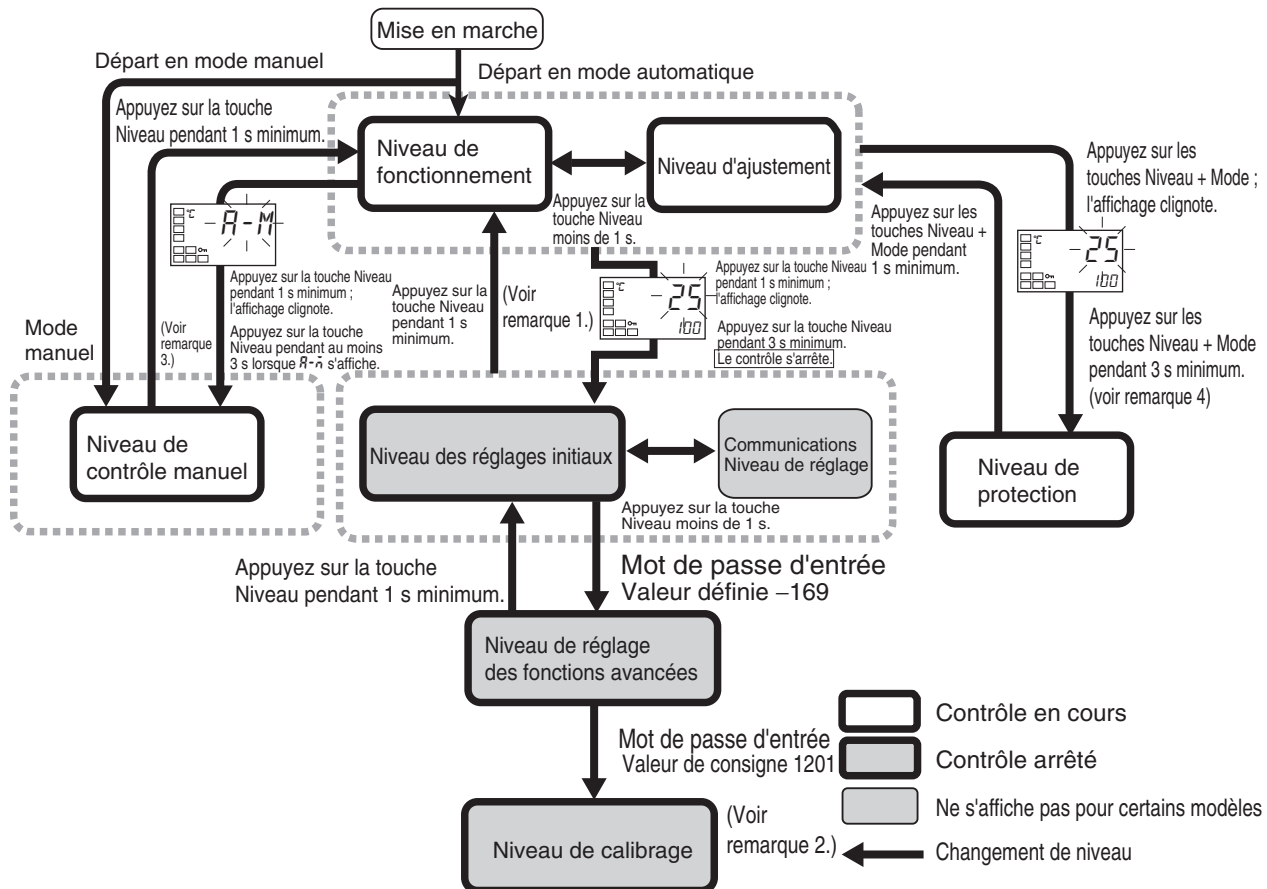 Mise en marche
Départ en mode manuel
Départ en mode automatique
Appuyez sur la touche
Niveau pendant 1 s minimum.
Niveau de
fonctionnement
Niveau d'ajustement
Appuyez sur la
touche Niveau
moins de 1 s.
Appuyez sur les
touches Niveau + Mode ;
l'affichage clignote.
Appuyez sur les
touches Niveau +
Mode pendant
1 s minimum.
°C
A-M
°C
25
100
°C
25
100
Appuyez sur la touche Niveau
pendant 1 s minimum ;
l'affichage clignote.
Appuyez sur la touche
Niveau pendant au moins
3 s lorsque A-M s'affiche.
(Voir
remarque
3.)
Appuyez sur la
touche Niveau
pendant 1 s
minimum.
(Voir
remarque 1.)
Appuyez sur la touche Niveau
pendant 1 s minimum ;
l'affichage clignote.
Appuyez sur la touche Niveau
pendant 3 s minimum.
Le contrôle s'arrête.
Appuyez sur les
touches Niveau + Mode
pendant 3 s minimum.
(voir remarque 4)
Mode
manuel
Niveau de
contrôle manuel
Niveau des réglages initiaux
Communications
Niveau de réglage
Niveau de
protection
Appuyez sur la touche
Niveau moins de 1 s.
Appuyez sur la touche
Niveau pendant 1 s minimum.
Mot de passe d'entrée
Valeur définie –169
Niveau de réglage
des fonctions avancées
Mot de passe d'entrée
Valeur de consigne 1201
Niveau de calibrage
(Voir
remarque 2.)
Contrôle en cours
Contrôle arrêté
Ne s'affiche pas pour certains modèles
Changement de niveau